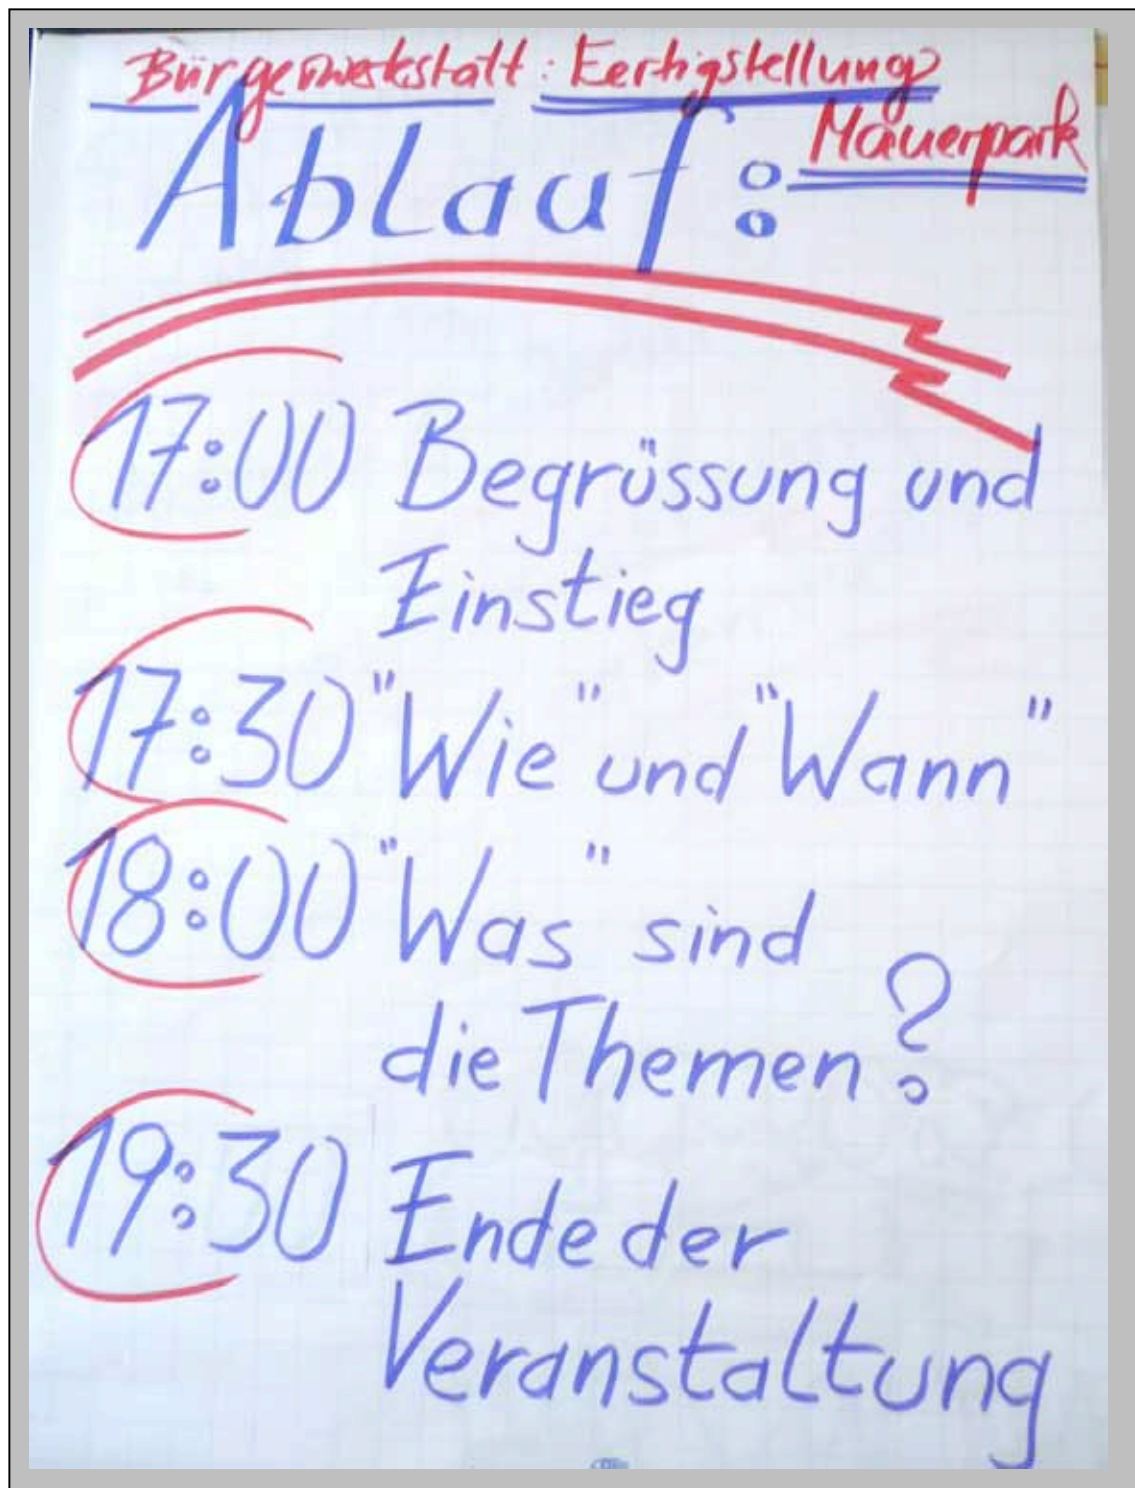 Bürgerwerkstatt: Fertigstellung
Mauerpark
Ablauf:
17:00 Begrüssung und
Einstieg
17:30 "Wie" und "Wann"
18:00 "Was" sind
die Themen?
19:30 Ende der
Veranstaltung